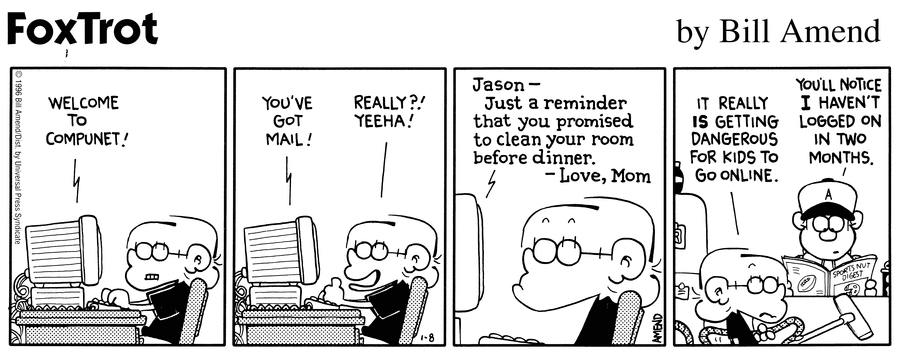 FoxTrot
by Bill Amend
© 1996 Bill Amend/Dist. by Universal Press Syndicate
WELCOME
TO
COMPUNET!
YOU'VE
GOT
MAIL!
REALLY?!
YEEHA!
1-8
Jason –
Just a reminder
that you promised
to clean your room
before dinner.
– Love, Mom
AMEND
IT REALLY
IS GETTING
DANGEROUS
FOR KIDS TO
GO ONLINE.
YOU'LL NOTICE
I HAVEN'T
LOGGED ON
IN TWO
MONTHS.
A
SPORTS NUT
DIGEST